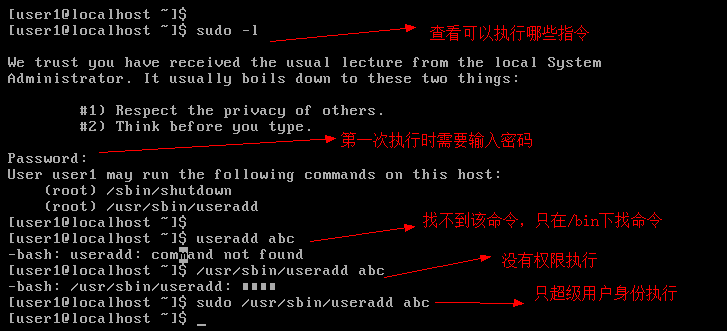 [user1@localhost ~]$
[user1@localhost ~]$ sudo -l
查看可以执行哪些指令
We trust you have received the usual lecture from the local System
Administrator. It usually boils down to these two things:
#1) Respect the privacy of others.
#2) Think before you type.
第一次执行时需要输入密码
Password:
User user1 may run the following commands on this host:
(root) /sbin/shutdown
(root) /usr/sbin/useradd
[user1@localhost ~]$
找不到该命令，只在/bin下找命令
[user1@localhost ~]$ useradd abc
-bash: useradd: command not found
没有权限执行
[user1@localhost ~]$ /usr/sbin/useradd abc
-bash: /usr/sbin/useradd: ■■■■
只超级用户身份执行
[user1@localhost ~]$ sudo /usr/sbin/useradd abc
[user1@localhost ~]$ _